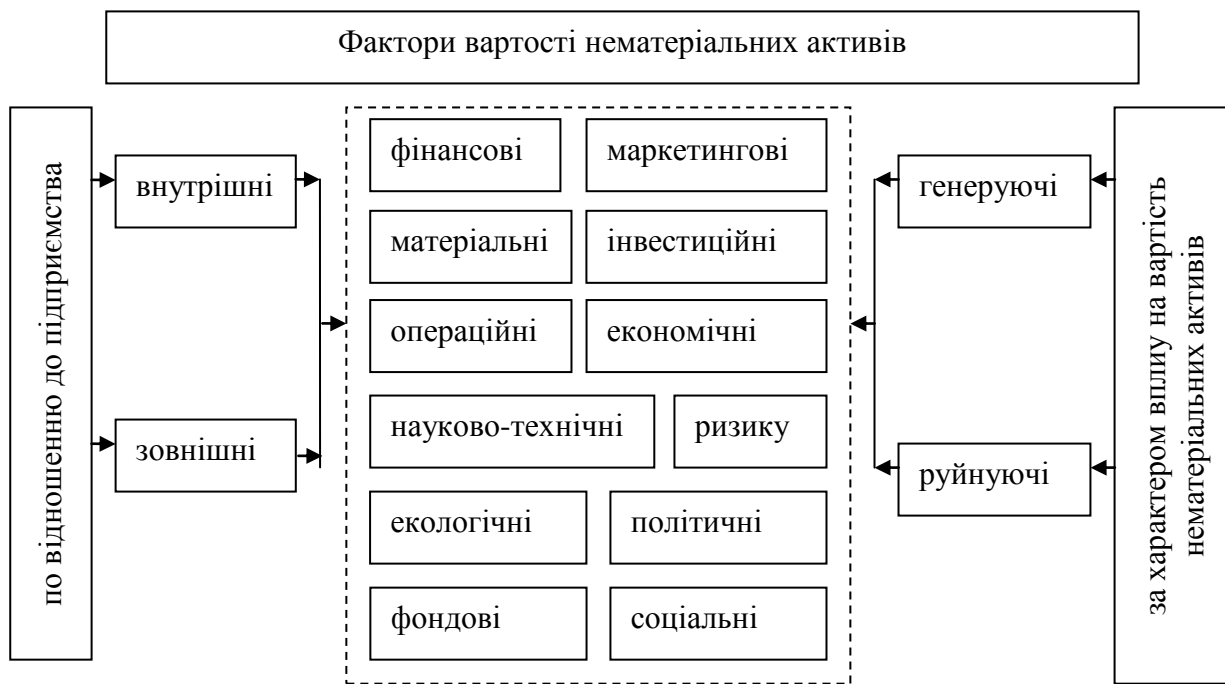 Фактори вартості нематеріальних активів
по відношенню до підприємства
внутрішні
зовнішні
фінансові
маркетингові
матеріальні
інвестиційні
операційні
економічні
науково-технічні
ризику
екологічні
політичні
фондові
соціальні
генеруючі
руйнуючі
за характером вплиу на вартість
нематеріальних активів